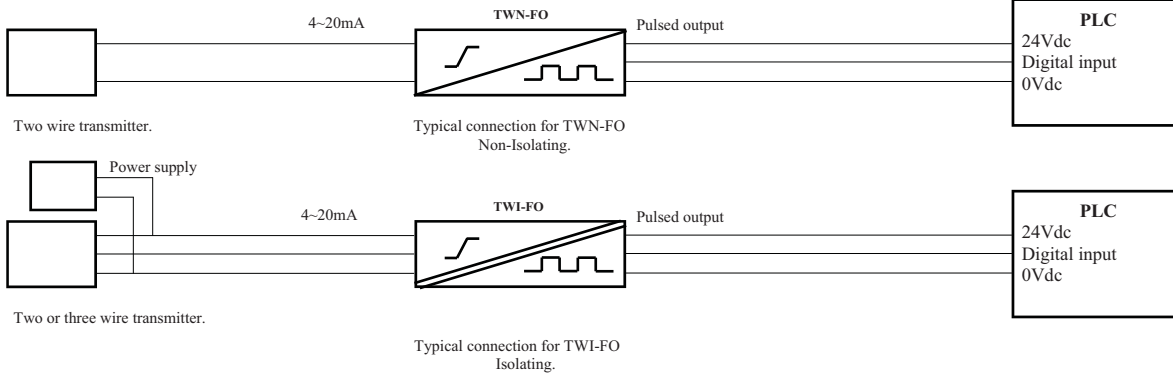 TWN-FO
4~20mA
Pulsed output
PLC
24Vdc
Digital input
0Vdc
Two wire transmitter.
Typical connection for TWN-FO
Non-Isolating.
Power supply
TWI-FO
4~20mA
Pulsed output
PLC
24Vdc
Digital input
0Vdc
Two or three wire transmitter.
Typical connection for TWI-FO
Isolating.